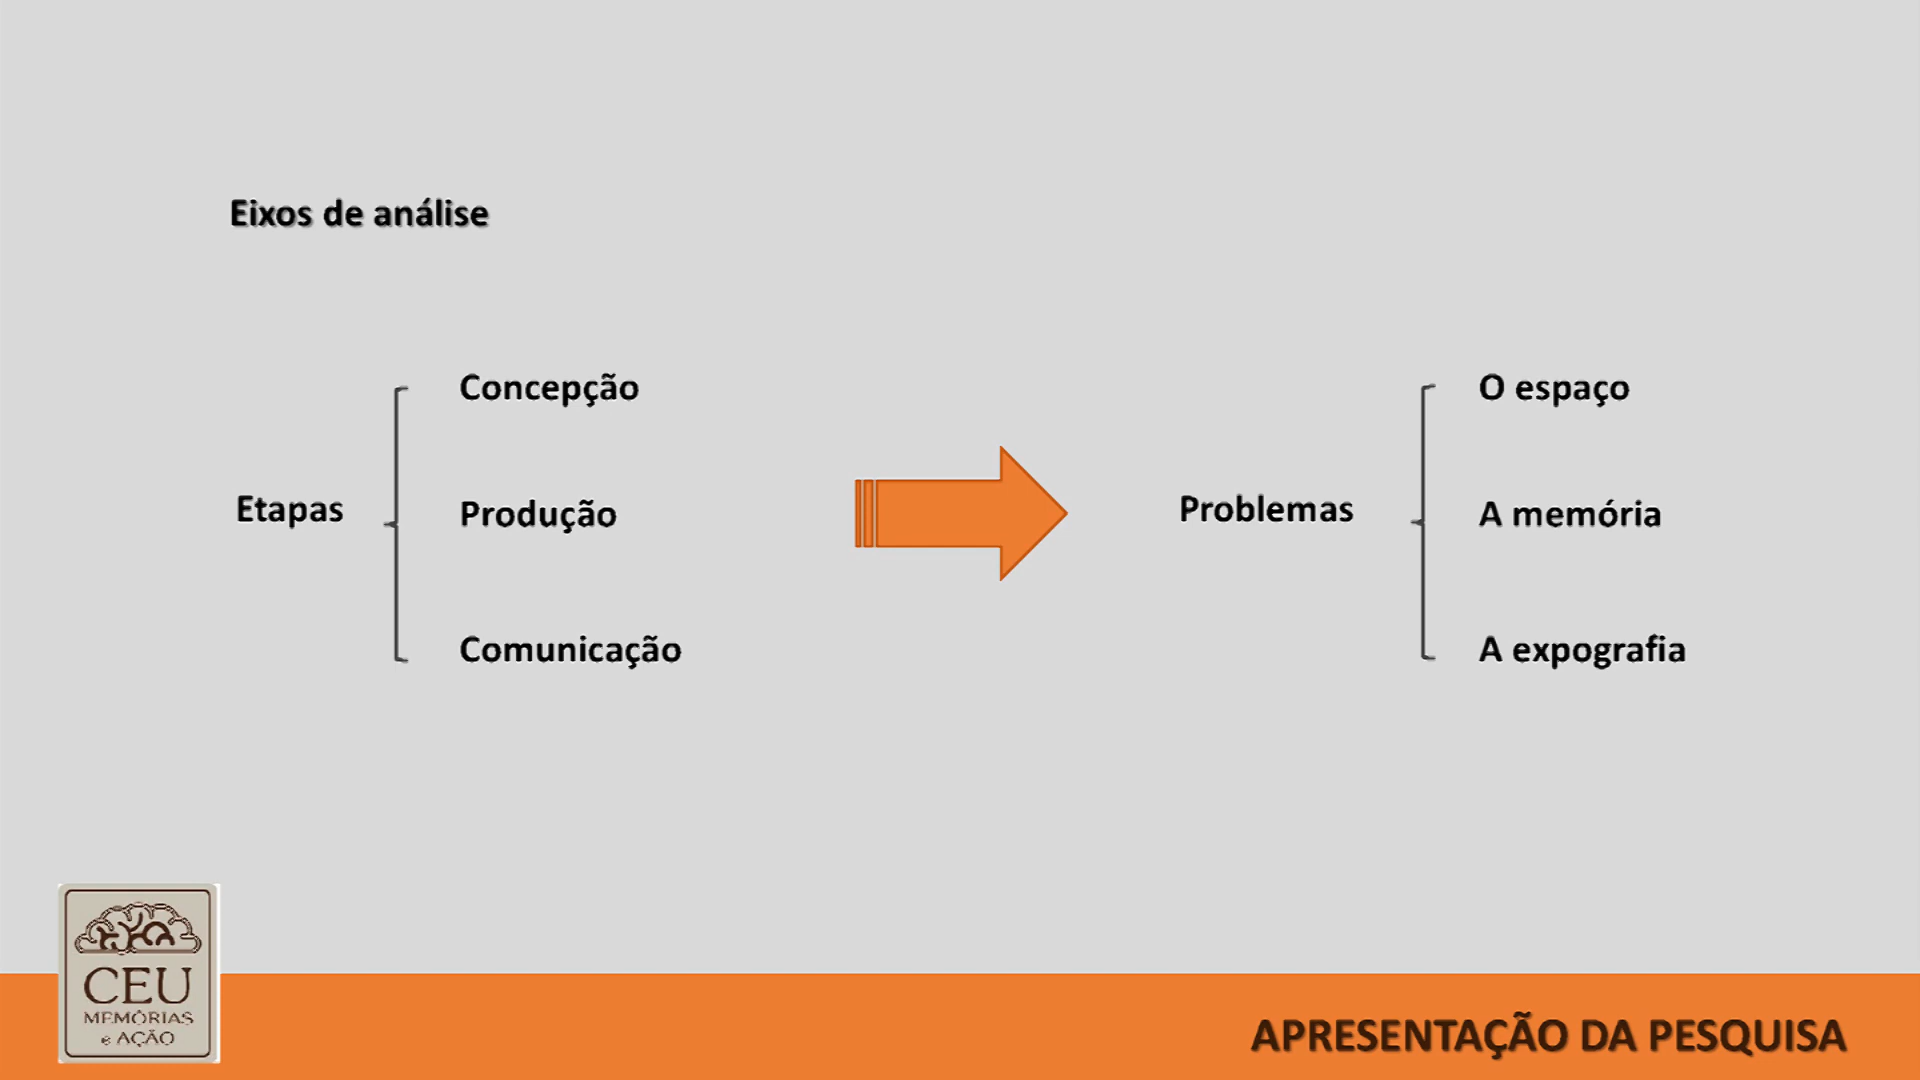 Eixos de análise
Etapas
Concepção
Produção
Comunicação
Problemas
O espaço
A memória
A expografia
CEU
MEMÓRIAS
e AÇÃO
APRESENTAÇÃO DA PESQUISA